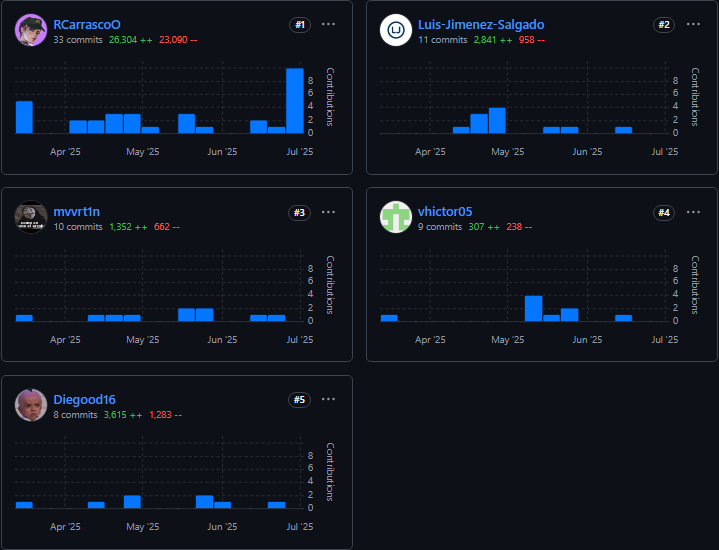 RCarrascoO
#1
33 commits 26,304 ++ 23,090 --
8
6
4
2
0
Contributions
Apr '25 May '25 Jun '25 Jul '25
Luis-Jimenez-Salgado
#2
11 commits 2,841 ++ 958 --
8
6
4
2
0
Contributions
Apr '25 May '25 Jun '25 Jul '25
mvvrt1n
#3
10 commits 1,352 ++ 662 --
8
6
4
2
0
Contributions
Apr '25 May '25 Jun '25 Jul '25
vhictor05
#4
9 commits 307 ++ 238 --
8
6
4
2
0
Contributions
Apr '25 May '25 Jun '25 Jul '25
Diegood16
#5
8 commits 3,615 ++ 1,283 --
8
6
4
2
0
Contributions
Apr '25 May '25 Jun '25 Jul '25